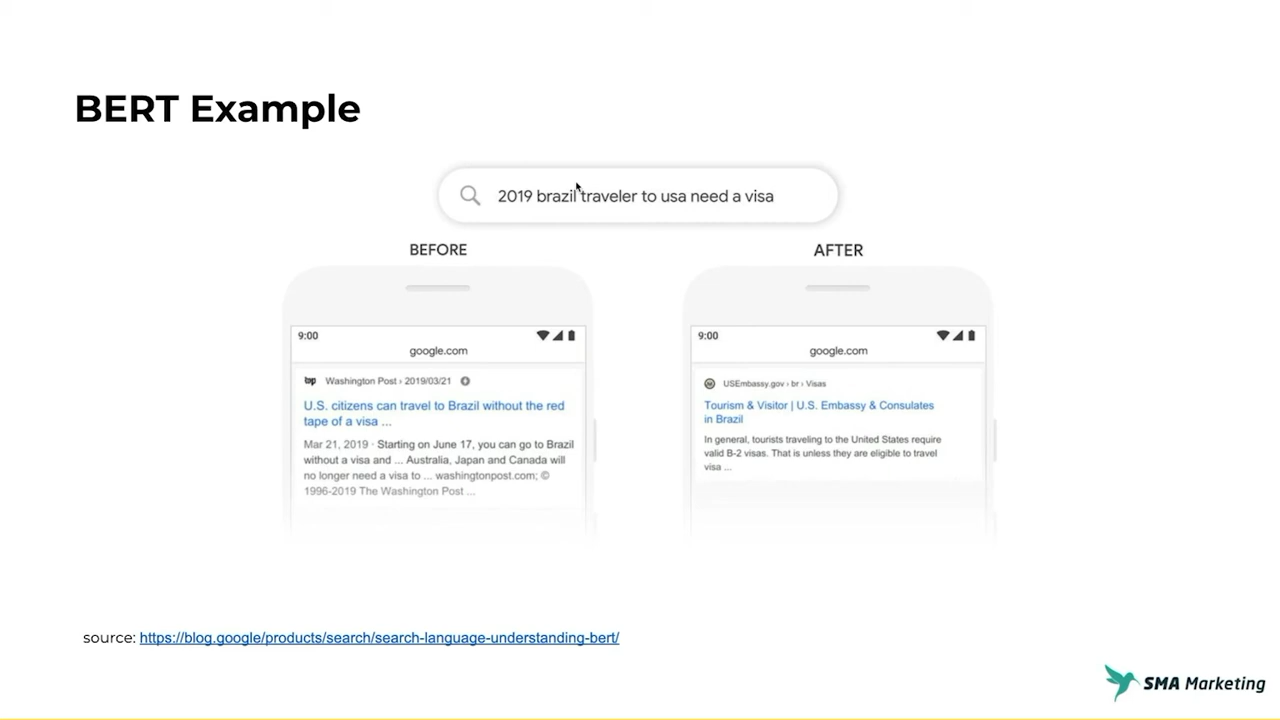 BERT Example
2019 brazil traveler to usa need a visa
BEFORE
AFTER
9:00
google.com
Washington Post › 2019/03/21
U.S. citizens can travel to Brazil without the red
tape of a visa ...
Mar 21, 2019 · Starting on June 17, you can go to Brazil
without a visa and ... Australia, Japan and Canada will
no longer need a visa to ... washingtonpost.com; ©
1996-2019 The Washington Post ...
9:00
google.com
USEmbassy.gov › br › Visas
Tourism & Visitor | U.S. Embassy & Consulates
in Brazil
In general, tourists traveling to the United States require
valid B-2 visas. That is unless they are eligible to travel
visa ...
source: https://blog.google/products/search/search-language-understanding-bert/
SMA Marketing